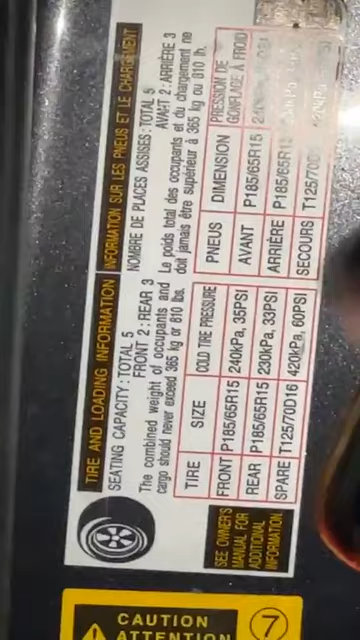 TIRE AND LOADING INFORMATION
SEATING CAPACITY : TOTAL 5
FRONT 2 : REAR 3
The combined weight of occupants and
cargo should never exceed 365 kg or 810 lbs.
TIRE SIZE COLD TIRE PRESSURE
FRONT P185/65R15 240kPa, 35PSI
REAR P185/65R15 230kPa, 33PSI
SPARE T125/70D16 420kPa, 60PSI
SEE OWNER'S
MANUAL FOR
ADDITIONAL
INFORMATION
INFORMATION SUR LES PNEUS ET LE CHARGEMENT
NOMBRE DE PLACES ASSISES : TOTAL 5
AVANT 2 : ARRIÈRE 3
Le poids total des occupants et du chargement ne
doit jamais être supérieur à 365 kg ou 810 lb.
PNEUS DIMENSION PRESSION DE
GONFLAGE À FROID
AVANT P185/65R15
ARRIÈRE P185/65R15
SECOURS
CAUTION
ATTENTION
7